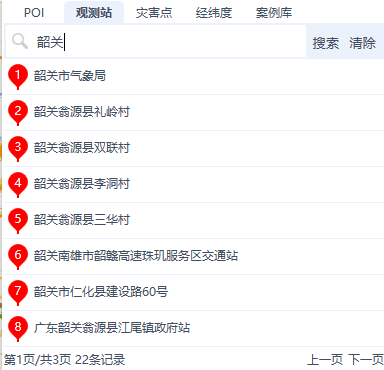 POI 观测站 灾害点 经纬度 案例库
韶关 搜索 清除
1 韶关市气象局
2 韶关翁源县礼岭村
3 韶关翁源县双联村
4 韶关翁源县李洞村
5 韶关翁源县三华村
6 韶关南雄市韶赣高速珠玑服务区交通站
7 韶关市仁化县建设路60号
8 广东韶关翁源县江尾镇政府站
第1页/共3页 22条记录 上一页 下一页